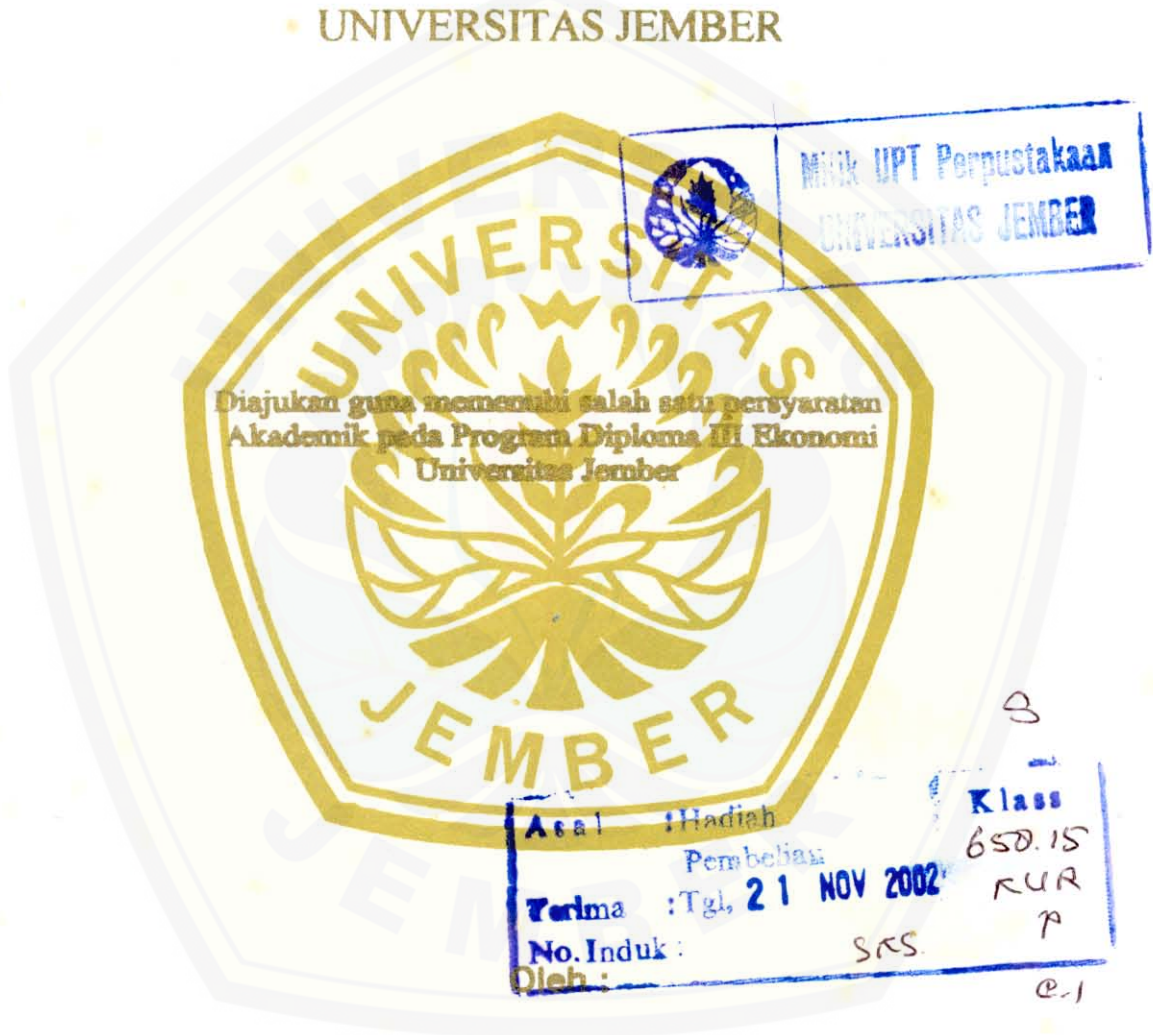 UNIVERSITAS JEMBER
Milik UPT Perpustakaan
UNIVERSITAS JEMBER
UNIVERSITAS
Diajukan guna memenuhi salah satu persyaratan
Akademik pada Program Diploma III Ekonomi
Universitas Jember
JEMBER
S
Asal : Hadiah
Klass
Pembelian
650.15
Terima : Tgl, 21 NOV 2002
KUR
P
No. Induk : SRS.
Oleh :
C.1